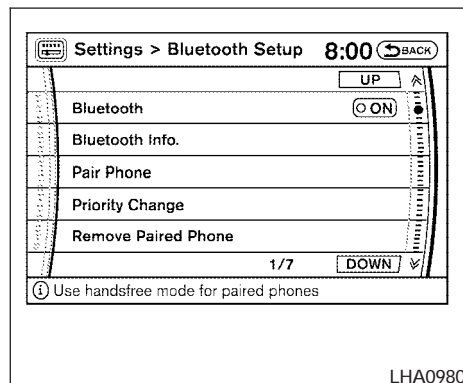 Settings > Bluetooth Setup 8:00 BACK
UP
Bluetooth ON
Bluetooth Info.
Pair Phone
Priority Change
Remove Paired Phone
1/7 DOWN
i Use handsfree mode for paired phones
LHA0980